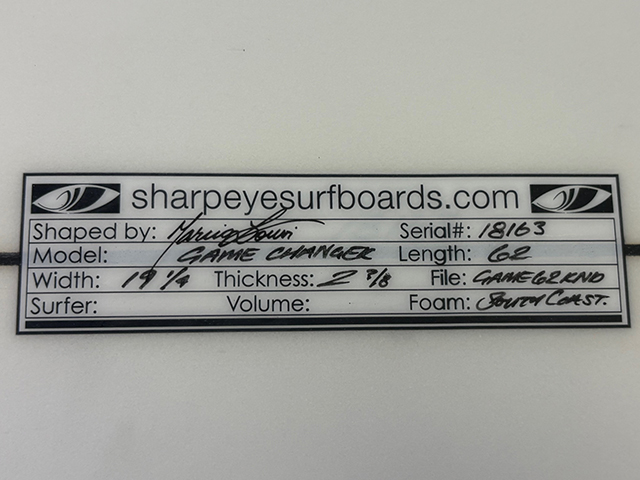 sharpeyesurfboards.com
Shaped by: Serial#: 18163
Model: GAME CHANGER Length: 62
Width: 19 1/4 Thickness: 2 3/8 File: GAME62RND
Surfer: Volume: Foam: SOUTH COAST.